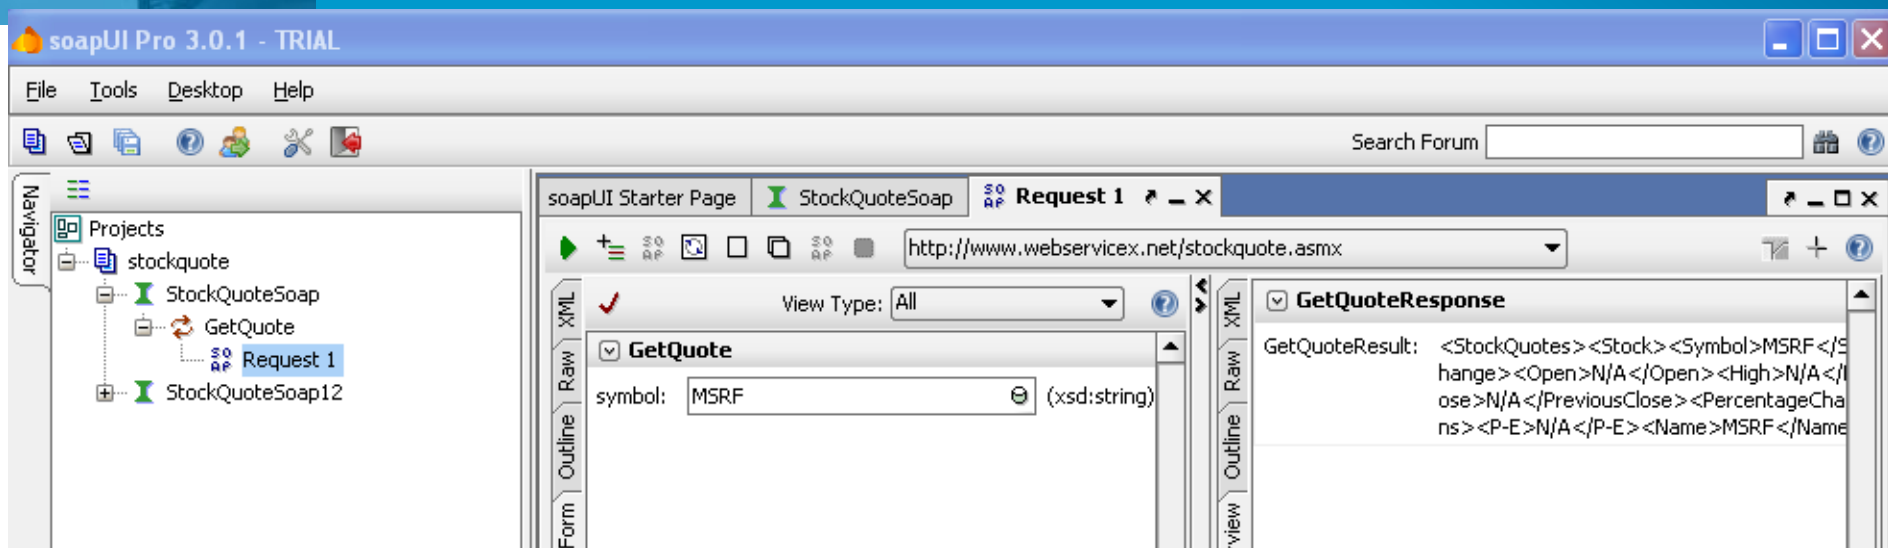 soapUI Pro 3.0.1 - TRIAL
File Tools Desktop Help
Search Forum
Navigator
Projects
stockquote
StockQuoteSoap
GetQuote
Request 1
StockQuoteSoap12
soapUI Starter Page StockQuoteSoap Request 1
http://www.webservicex.net/stockquote.asmx
XML
Raw
Outline
Form
View Type: All
GetQuote
symbol: MSRF (xsd:string)
XML
Raw
Outline
view
GetQuoteResponse
GetQuoteResult: <StockQuotes><Stock><Symbol>MSRF</S
hange><Open>N/A</Open><High>N/A</
ose>N/A</PreviousClose><PercentageCha
ns><P-E>N/A</P-E><Name>MSRF</Name